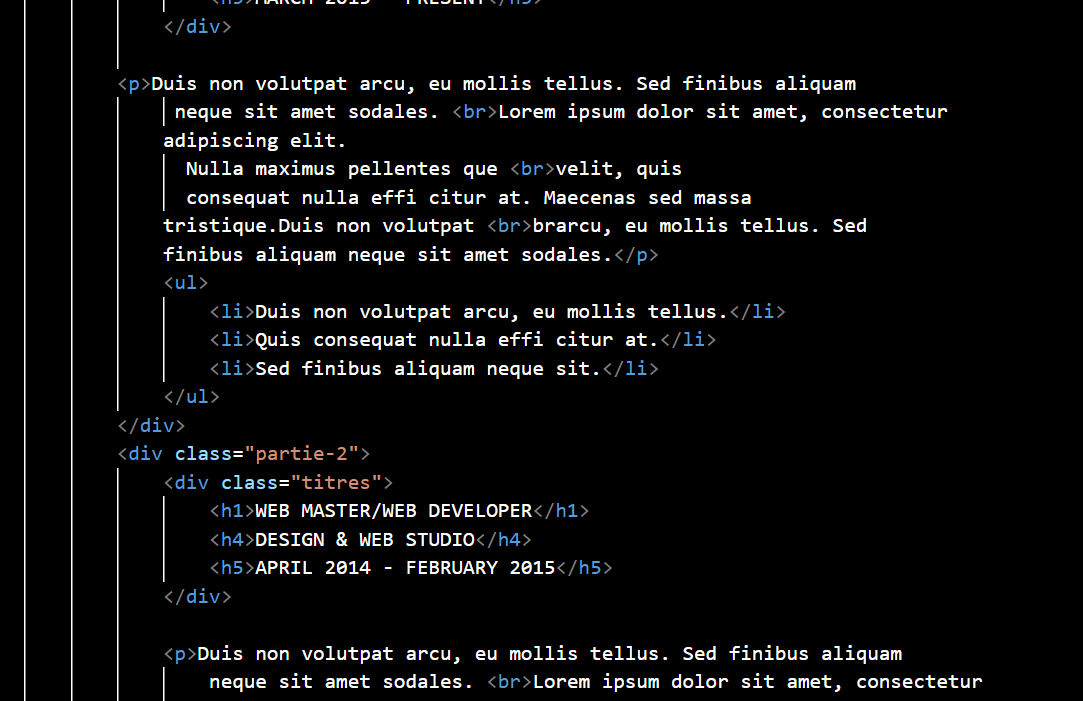 <h5>MARCH 2015 - PRESENT</h5>
</div>
<p>Duis non volutpat arcu, eu mollis tellus. Sed finibus aliquam
neque sit amet sodales. <br>Lorem ipsum dolor sit amet, consectetur
adipiscing elit.
Nulla maximus pellentes que <br>velit, quis
consequat nulla effi citur at. Maecenas sed massa
tristique.Duis non volutpat <br>brarcu, eu mollis tellus. Sed
finibus aliquam neque sit amet sodales.</p>
<ul>
<li>Duis non volutpat arcu, eu mollis tellus.</li>
<li>Quis consequat nulla effi citur at.</li>
<li>Sed finibus aliquam neque sit.</li>
</ul>
</div>
<div class="partie-2">
<div class="titres">
<h1>WEB MASTER/WEB DEVELOPER</h1>
<h4>DESIGN & WEB STUDIO</h4>
<h5>APRIL 2014 - FEBRUARY 2015</h5>
</div>
<p>Duis non volutpat arcu, eu mollis tellus. Sed finibus aliquam
neque sit amet sodales. <br>Lorem ipsum dolor sit amet, consectetur